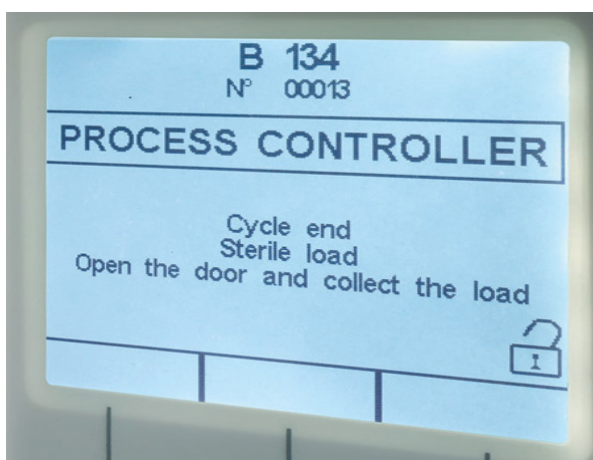 B 134
N° 00013
PROCESS CONTROLLER
Cycle end
Sterile load
Open the door and collect the load